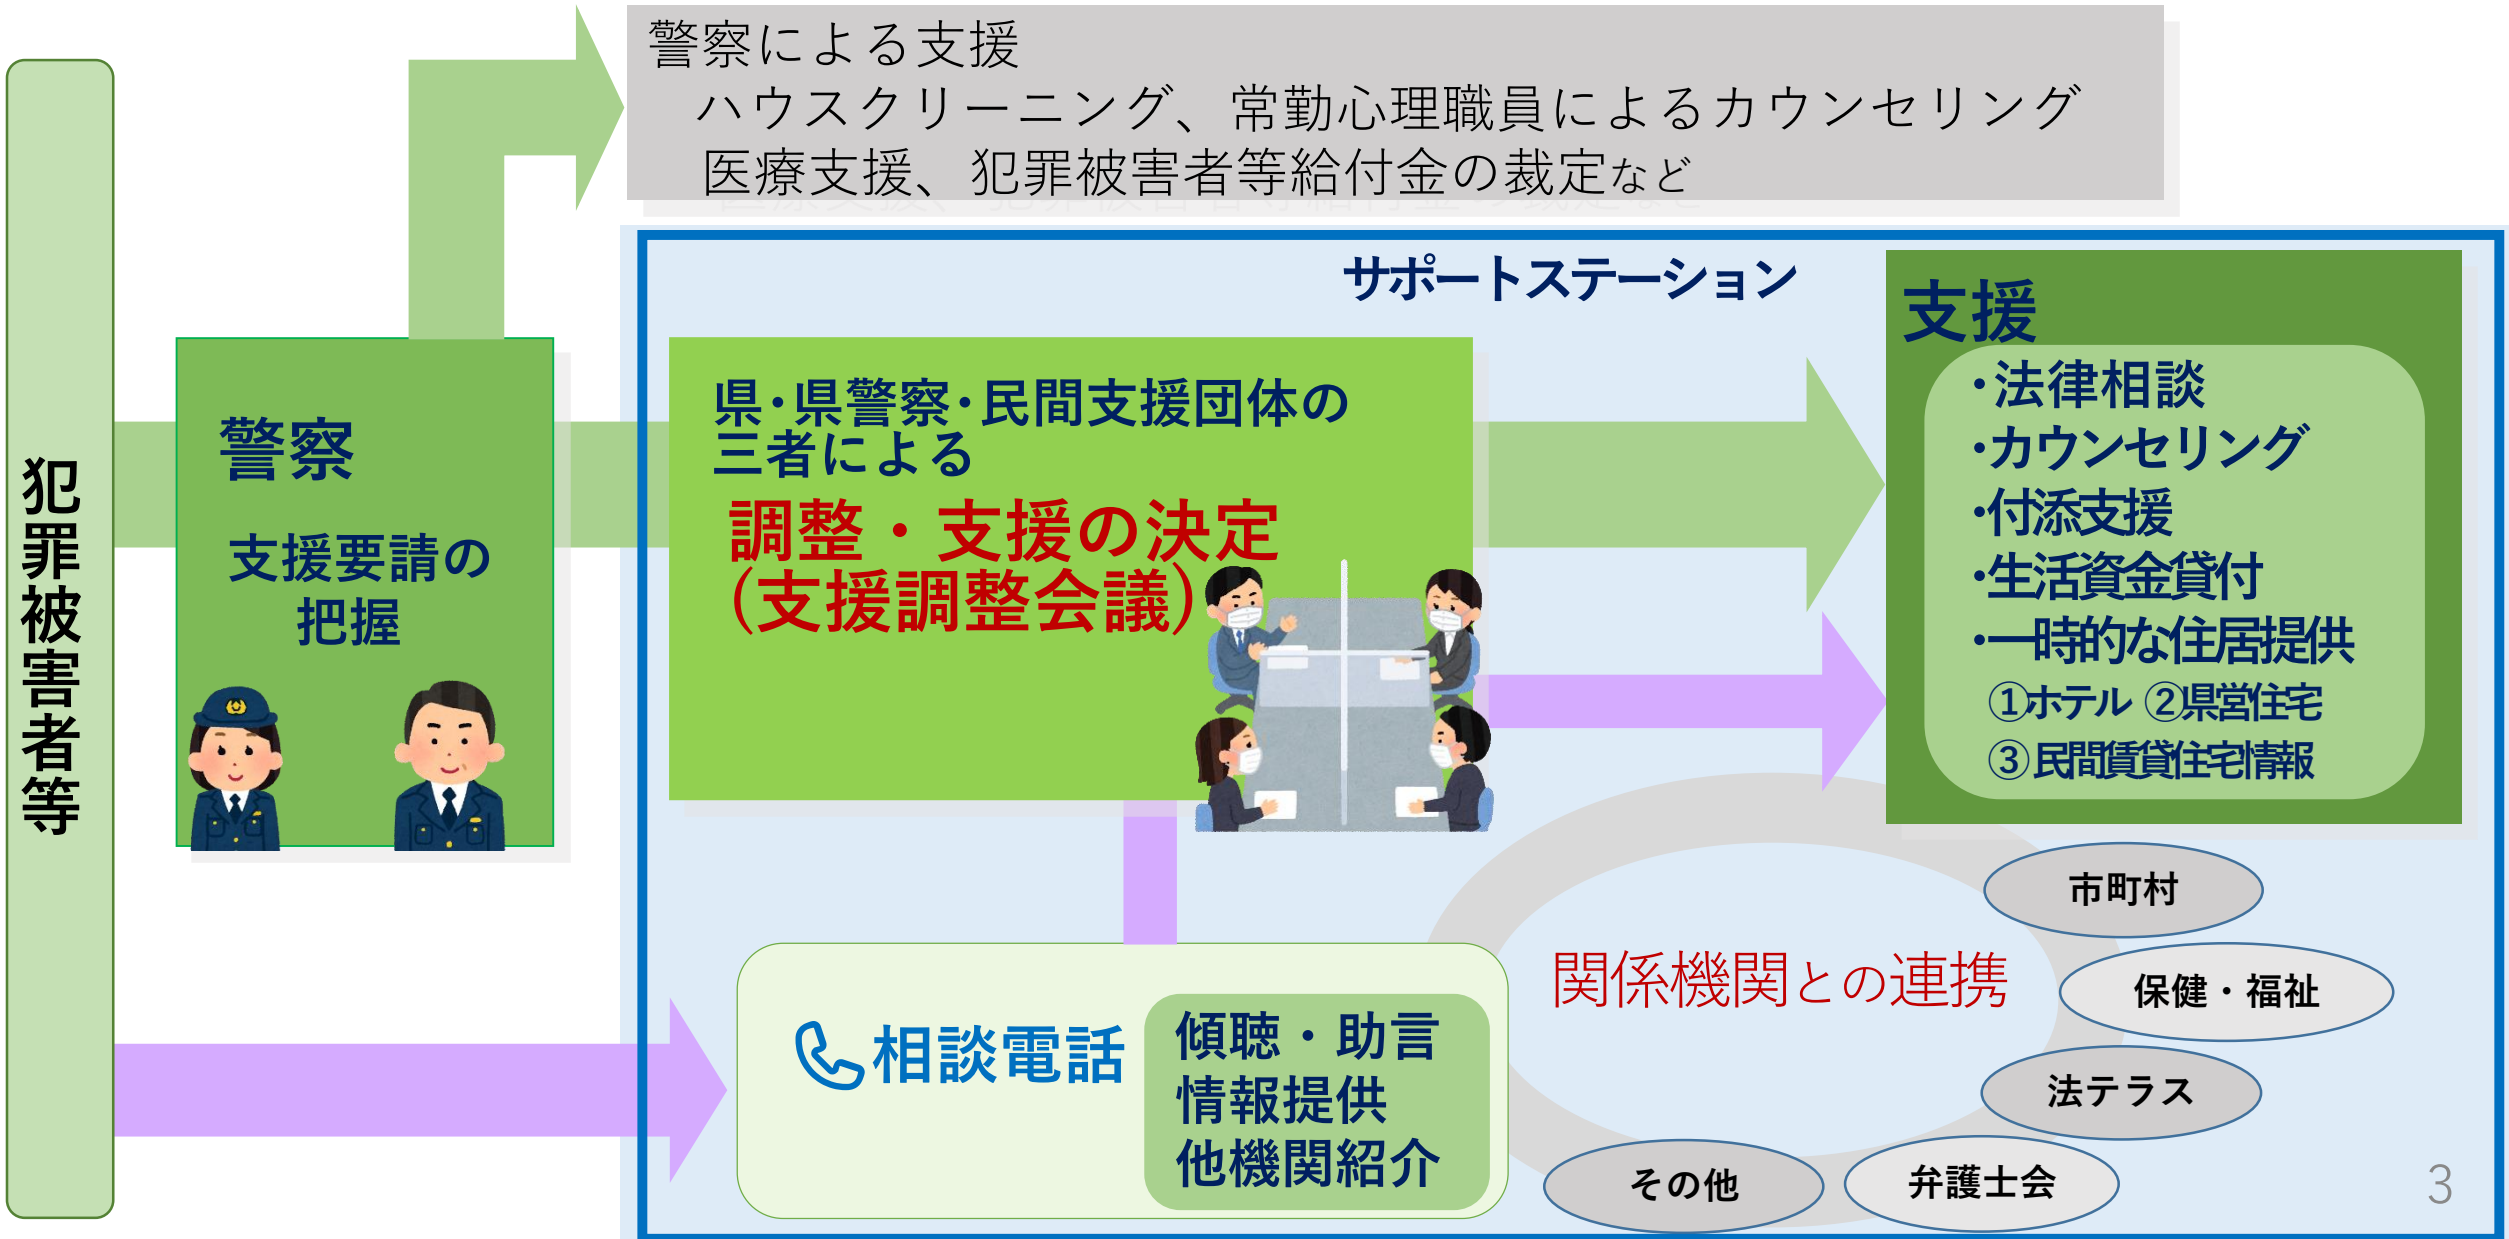 警察による支援
ハウスクリーニング、常勤心理職員によるカウンセリング
医療支援、犯罪被害者等給付金の裁定など
犯罪被害者等
警察
支援要請の
把握
サポートステーション
県・県警察・民間支援団体の
三者による
調整・支援の決定
(支援調整会議)
支援
・法律相談
・カウンセリング
・付添支援
・生活資金貸付
・一時的な住居提供
①ホテル ②県営住宅
③民間賃貸住宅情報
相談電話
傾聴・助言
情報提供
他機関紹介
関係機関との連携
市町村
保健・福祉
法テラス
弁護士会
その他
3